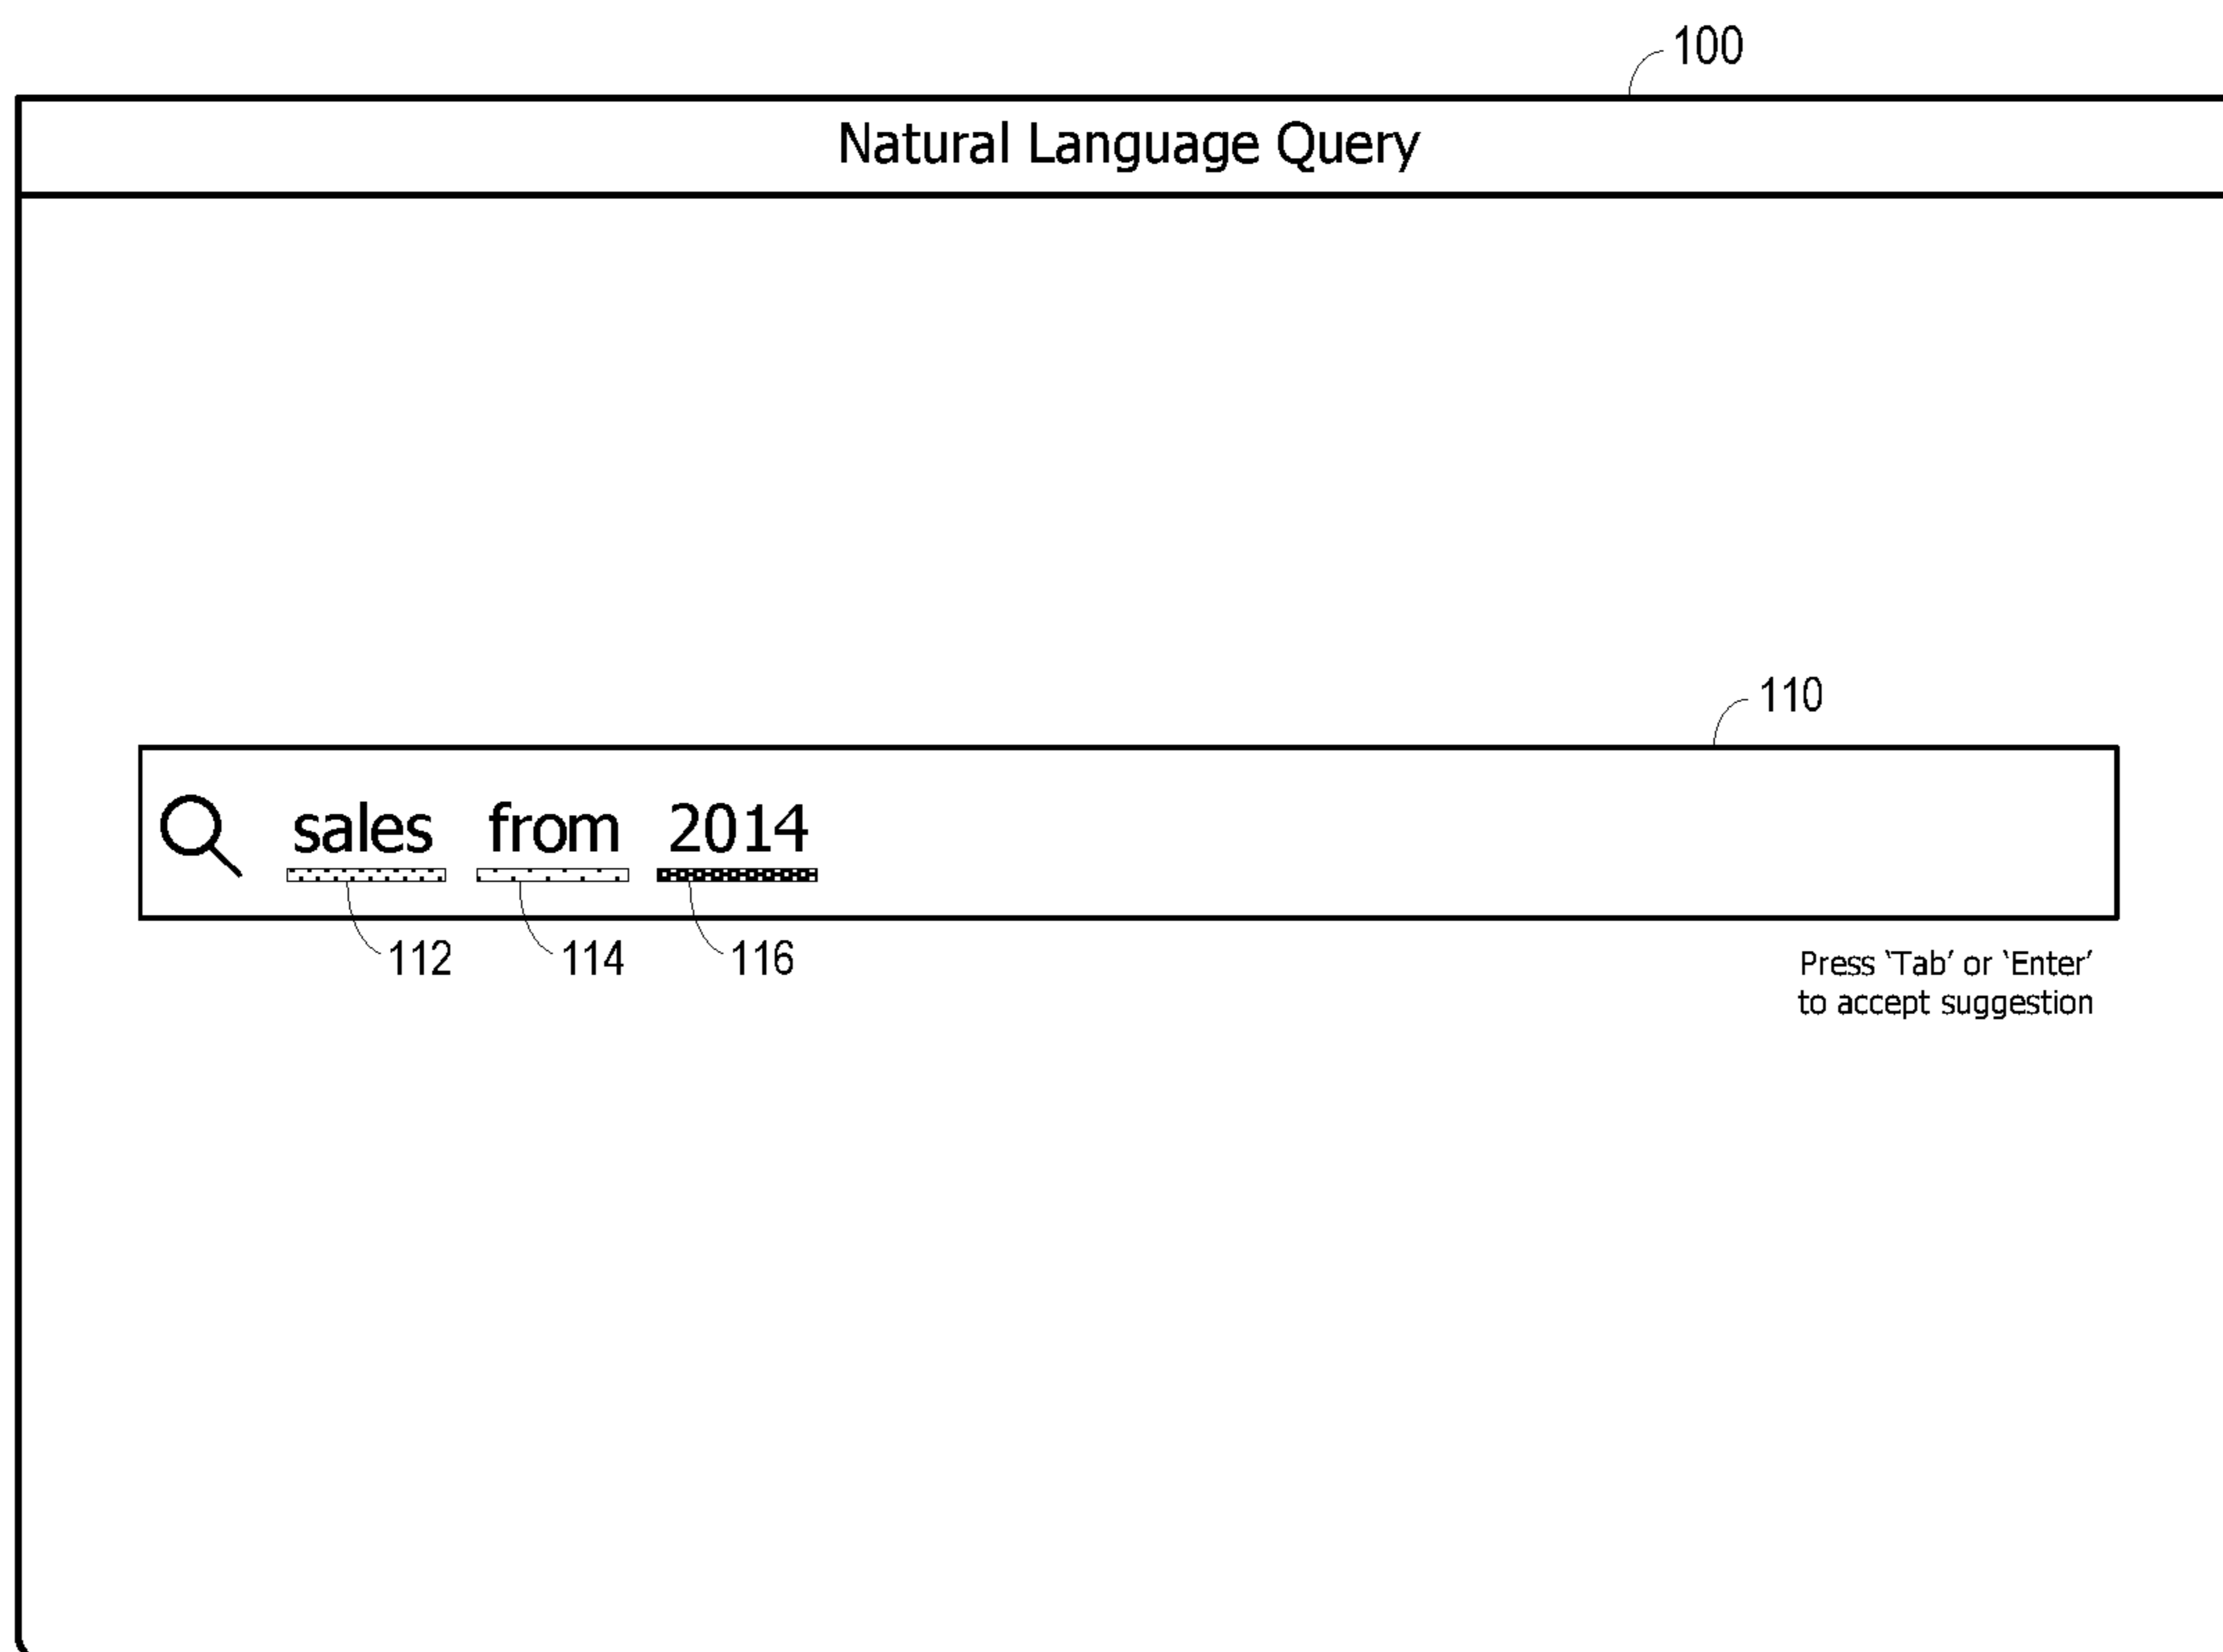 100
Natural Language Query
110
sales from 2014
112 114 116
Press ‘Tab’ or ‘Enter’
to accept suggestion